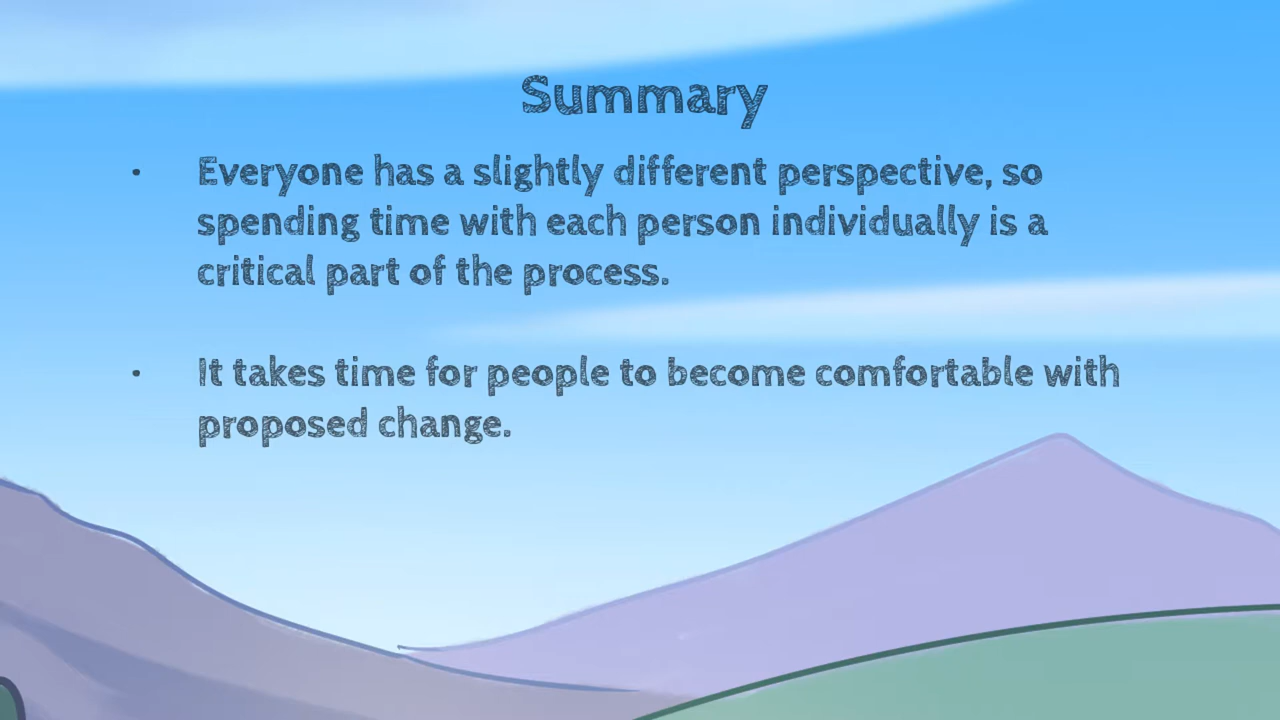 Summary
• Everyone has a slightly different perspective, so
spending time with each person individually is a
critical part of the process.
• It takes time for people to become comfortable with
proposed change.